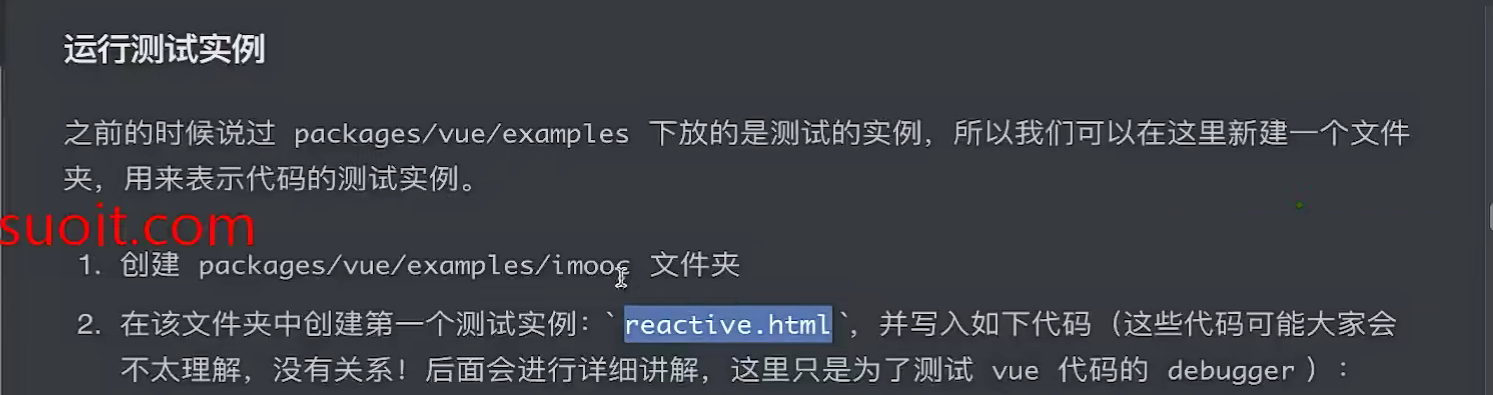 运行测试实例
之前的时候说过 packages/vue/examples 下放的是测试的实例，所以我们可以在这里新建一个文件
夹，用来表示代码的测试实例。
suoit.com
1. 创建 packages/vue/examples/imooc 文件夹
2. 在该文件夹中创建第一个测试实例：`reactive.html`，并写入如下代码（这些代码可能大家会
不太理解，没有关系！后面会进行详细讲解，这里只是为了测试 vue 代码的 debugger ）：